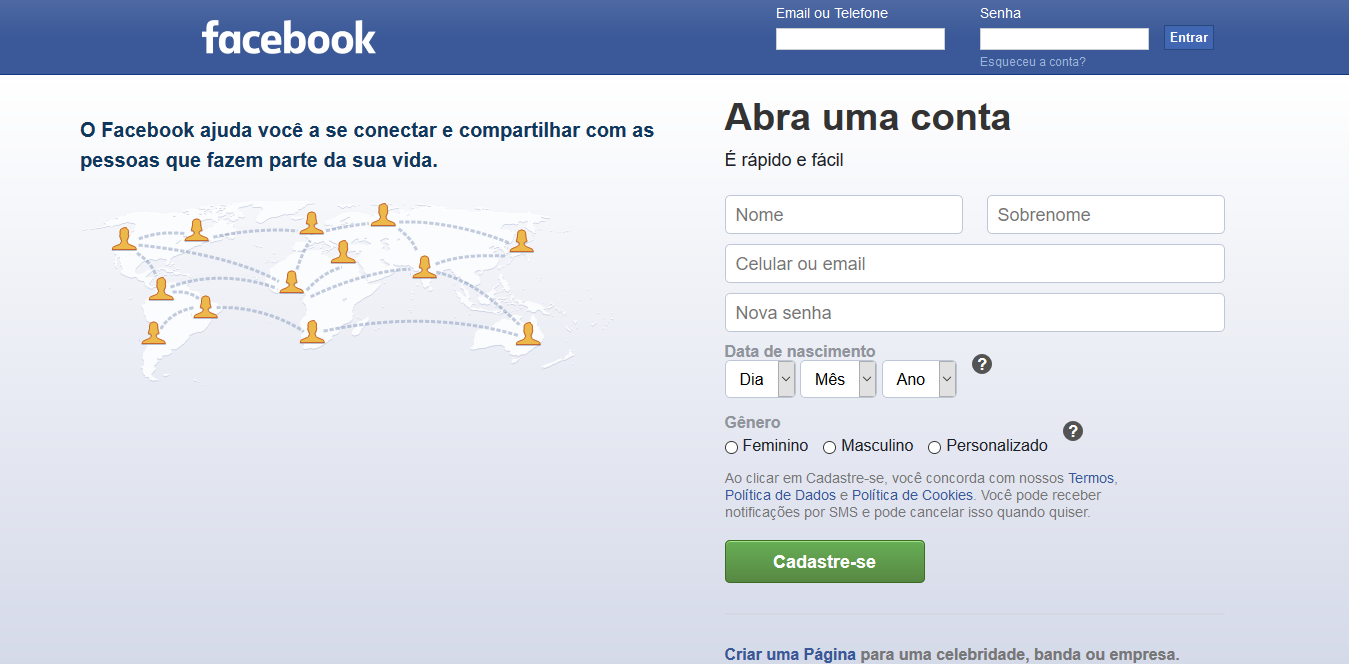 facebook
Email ou Telefone
Senha
Entrar
Esqueceu a conta?
O Facebook ajuda você a se conectar e compartilhar com as
pessoas que fazem parte da sua vida.
Abra uma conta
É rápido e fácil
Nome
Sobrenome
Celular ou email
Nova senha
Data de nascimento
Dia
Mês
Ano
?
Gênero
?
Feminino
Masculino
Personalizado
Ao clicar em Cadastre-se, você concorda com nossos Termos,
Política de Dados e Política de Cookies. Você pode receber
notificações por SMS e pode cancelar isso quando quiser.
Cadastre-se
Criar uma Página para uma celebridade, banda ou empresa.